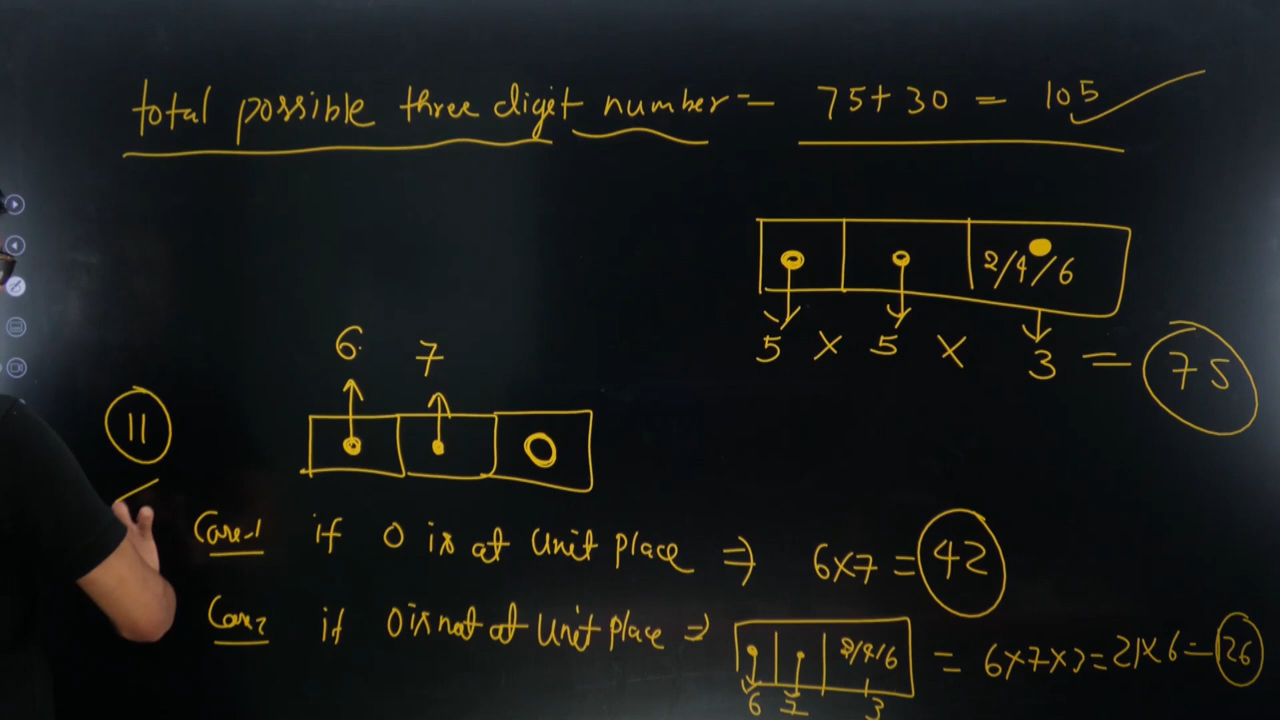 total possible three digit number = 75+30 = 105
2/4/6
5 × 5 × 3 = 75
6 7
11
0
Case-1 if 0 is at unit place ⇒ 6×7 = 42
Case2 if 0 is not at unit place ⇒ 2/4/6 = 6×7×3=21×6=126
6 7 3